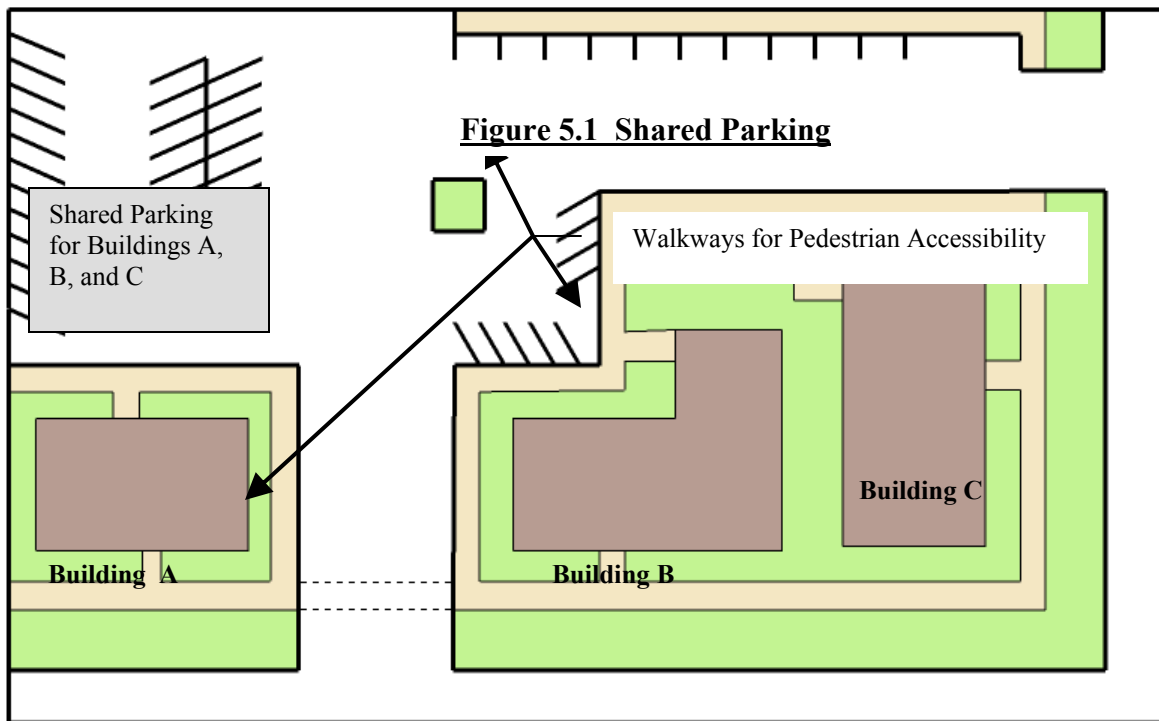 Figure 5.1 Shared Parking
Shared Parking
for Buildings A,
B, and C
Walkways for Pedestrian Accessibility
Building C
Building A
Building B